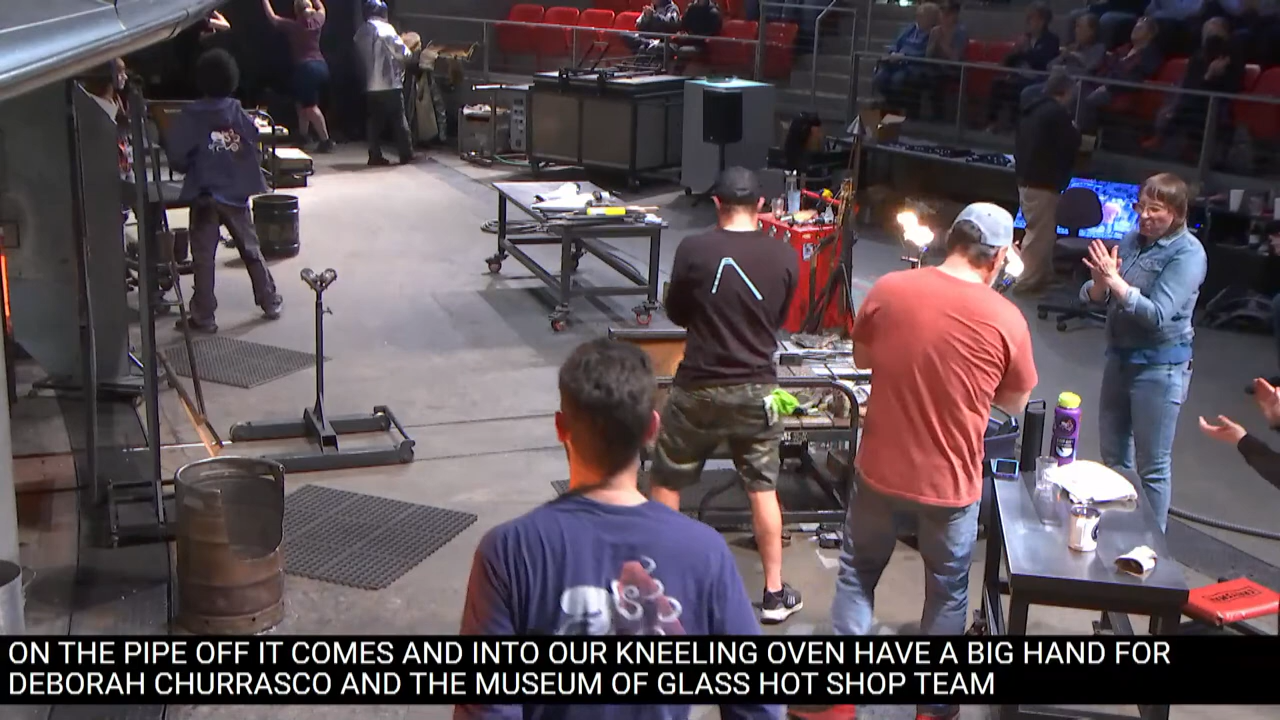 ON THE PIPE OFF IT COMES AND INTO OUR KNEELING OVEN HAVE A BIG HAND FOR
DEBORAH CHURRASCO AND THE MUSEUM OF GLASS HOT SHOP TEAM